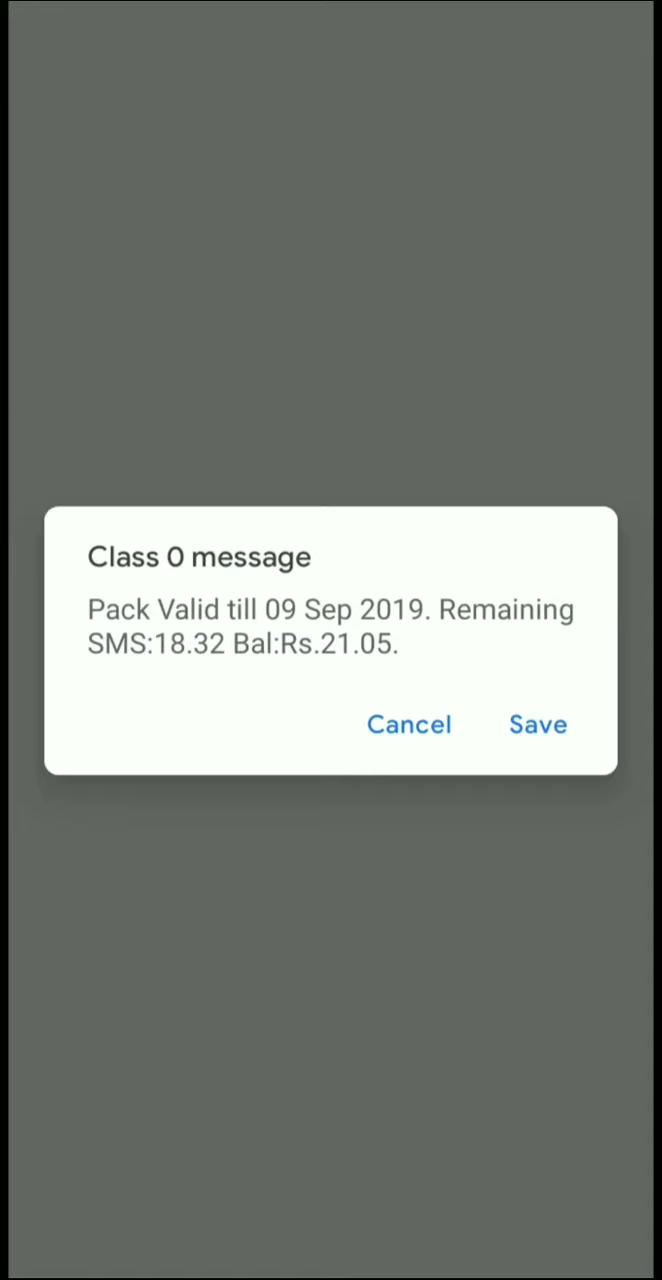 Class 0 message
Pack Valid till 09 Sep 2019. Remaining
SMS:18.32 Bal:Rs.21.05.
Cancel Save